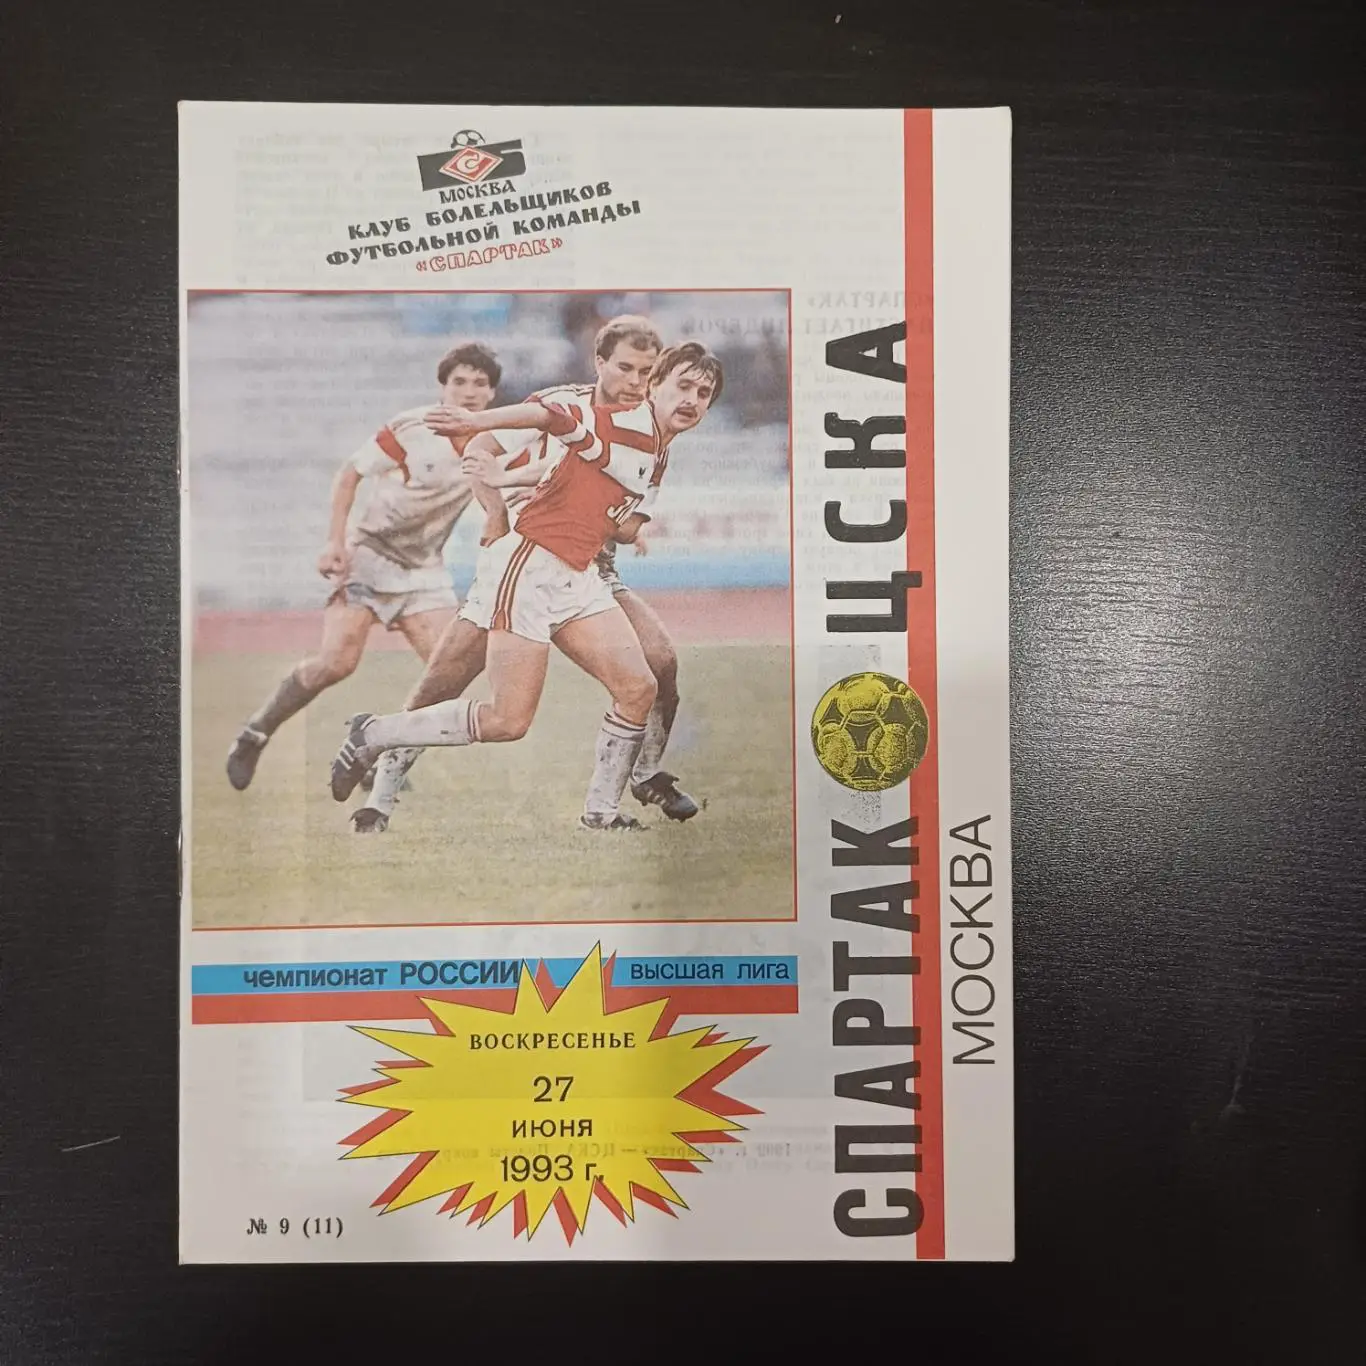 МОСКВА
КЛУБ БОЛЕЛЬЩИКОВ
ФУТБОЛЬНОЙ КОМАНДЫ
«СПАРТАК»
СПАРТАК ЦСКА
МОСКВА
чемпионат РОССИИ высшая лига
ВОСКРЕСЕНЬЕ
27
ИЮНЯ
1993 г.
№ 9 (11)